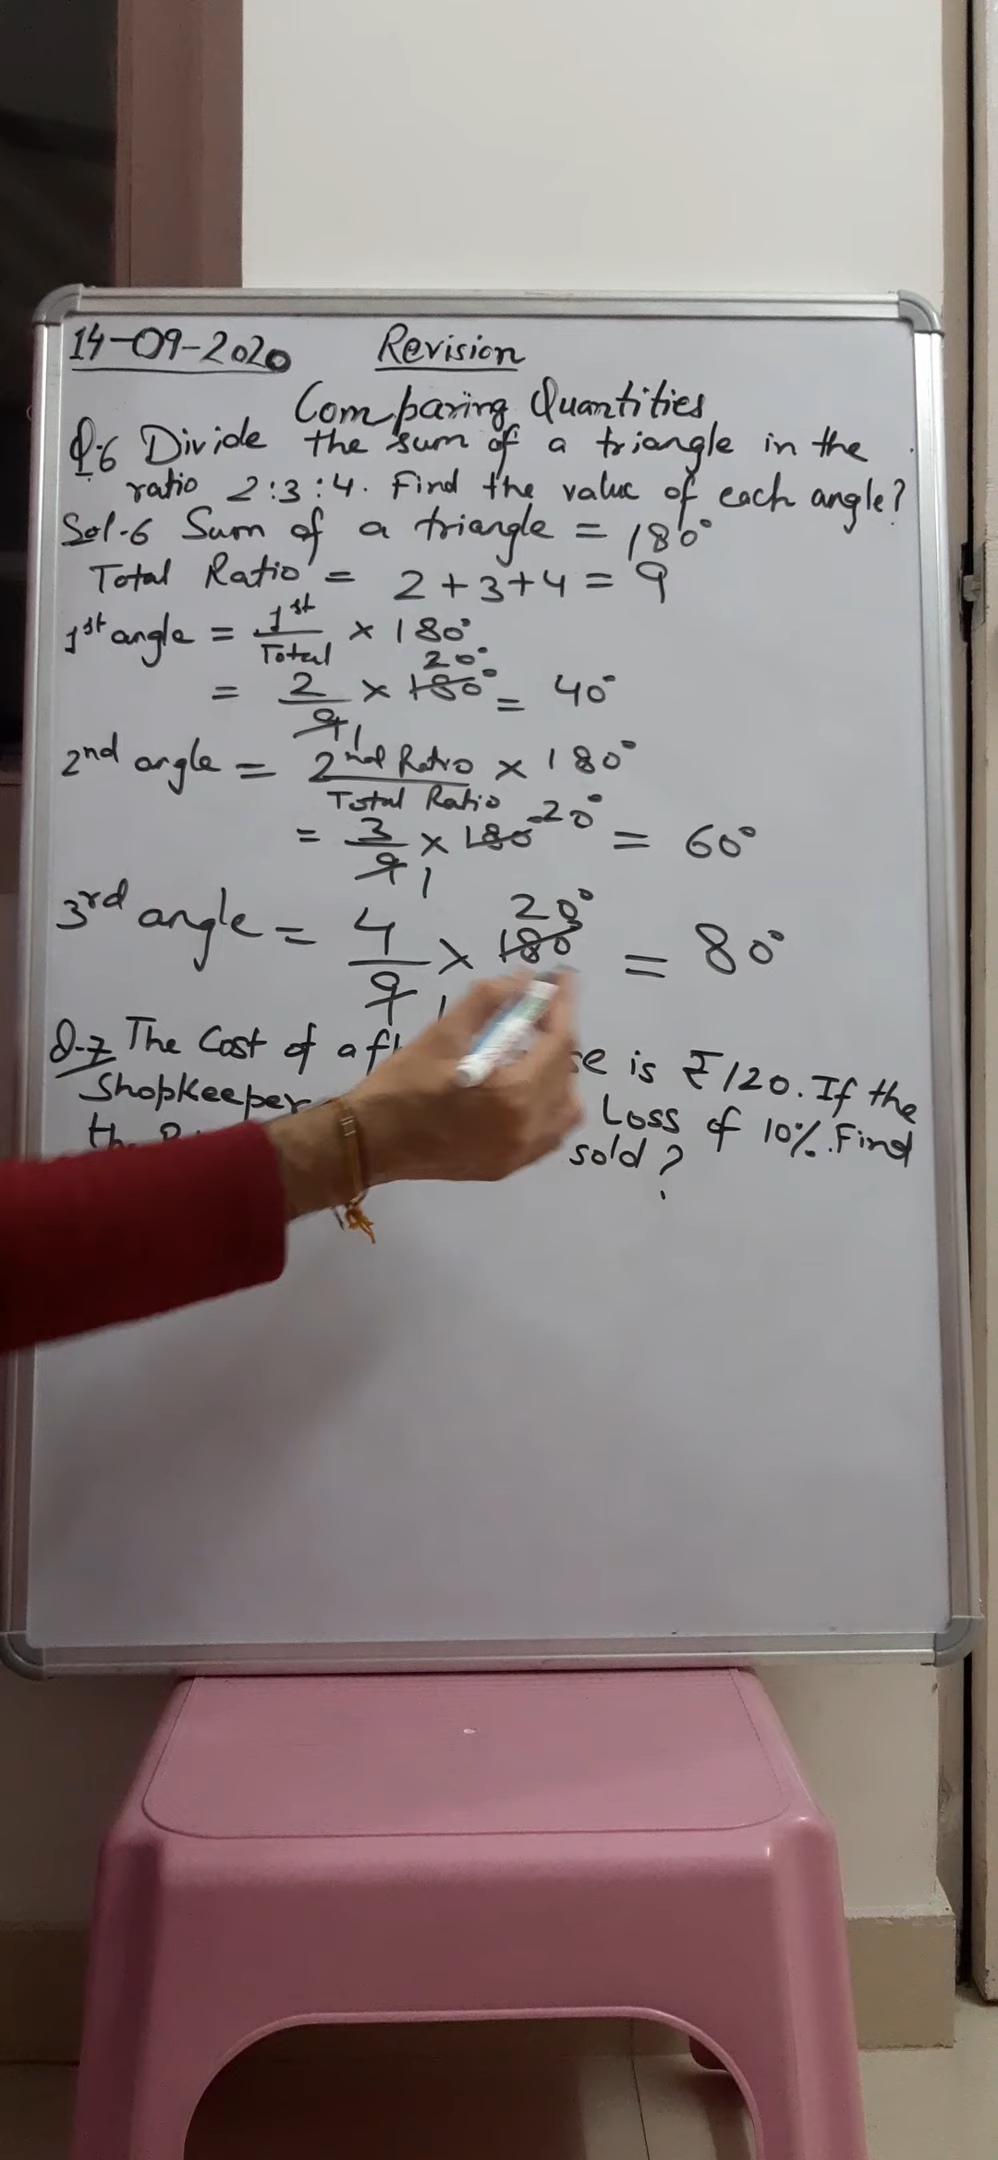 14-09-2020 Revision
Comparing Quantities
Q.6 Divide the sum of a triangle in the
ratio 2:3:4. Find the value of each angle?
Sol.6 Sum of a triangle = 180°
Total Ratio = 2+3+4 = 9
1st angle = 1st/Total × 180°
= 2/9 1 × 180° 20° = 40°
2nd angle = 2nd Ratio/Total Ratio × 180°
= 3/9 1 × 180 20° = 60°
3rd angle = 4/9 1 × 180° 20° = 80°
Q-7 The Cost of a is ₹120. If the
Shopkeeper Loss of 10%. Find
sold?